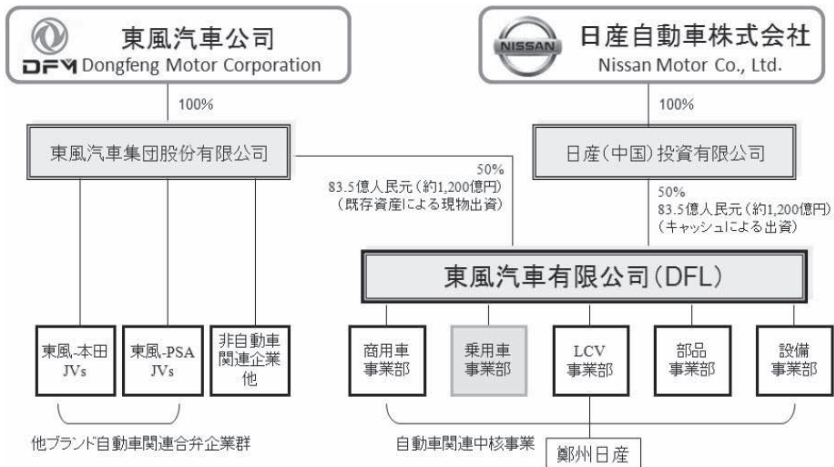 東風汽車公司
DFM Dongfeng Motor Corporation
日産自動車株式会社
NISSAN
Nissan Motor Co., Ltd.
100%
100%
東風汽車集団股份有限公司
日産(中国)投資有限公司
50%
83.5億人民元(約1,200億円)
(既存資産による現物出資)
50%
83.5億人民元(約1,200億円)
(キャッシュによる出資)
東風汽車有限公司(DFL)
東風-本田
JVs
東風-PSA
JVs
非自動車
関連企業
他
商用車
事業部
乗用車
事業部
LCV
事業部
部品
事業部
設備
事業部
他ブランド自動車関連合弁企業群
自動車関連中核事業
鄭州日産